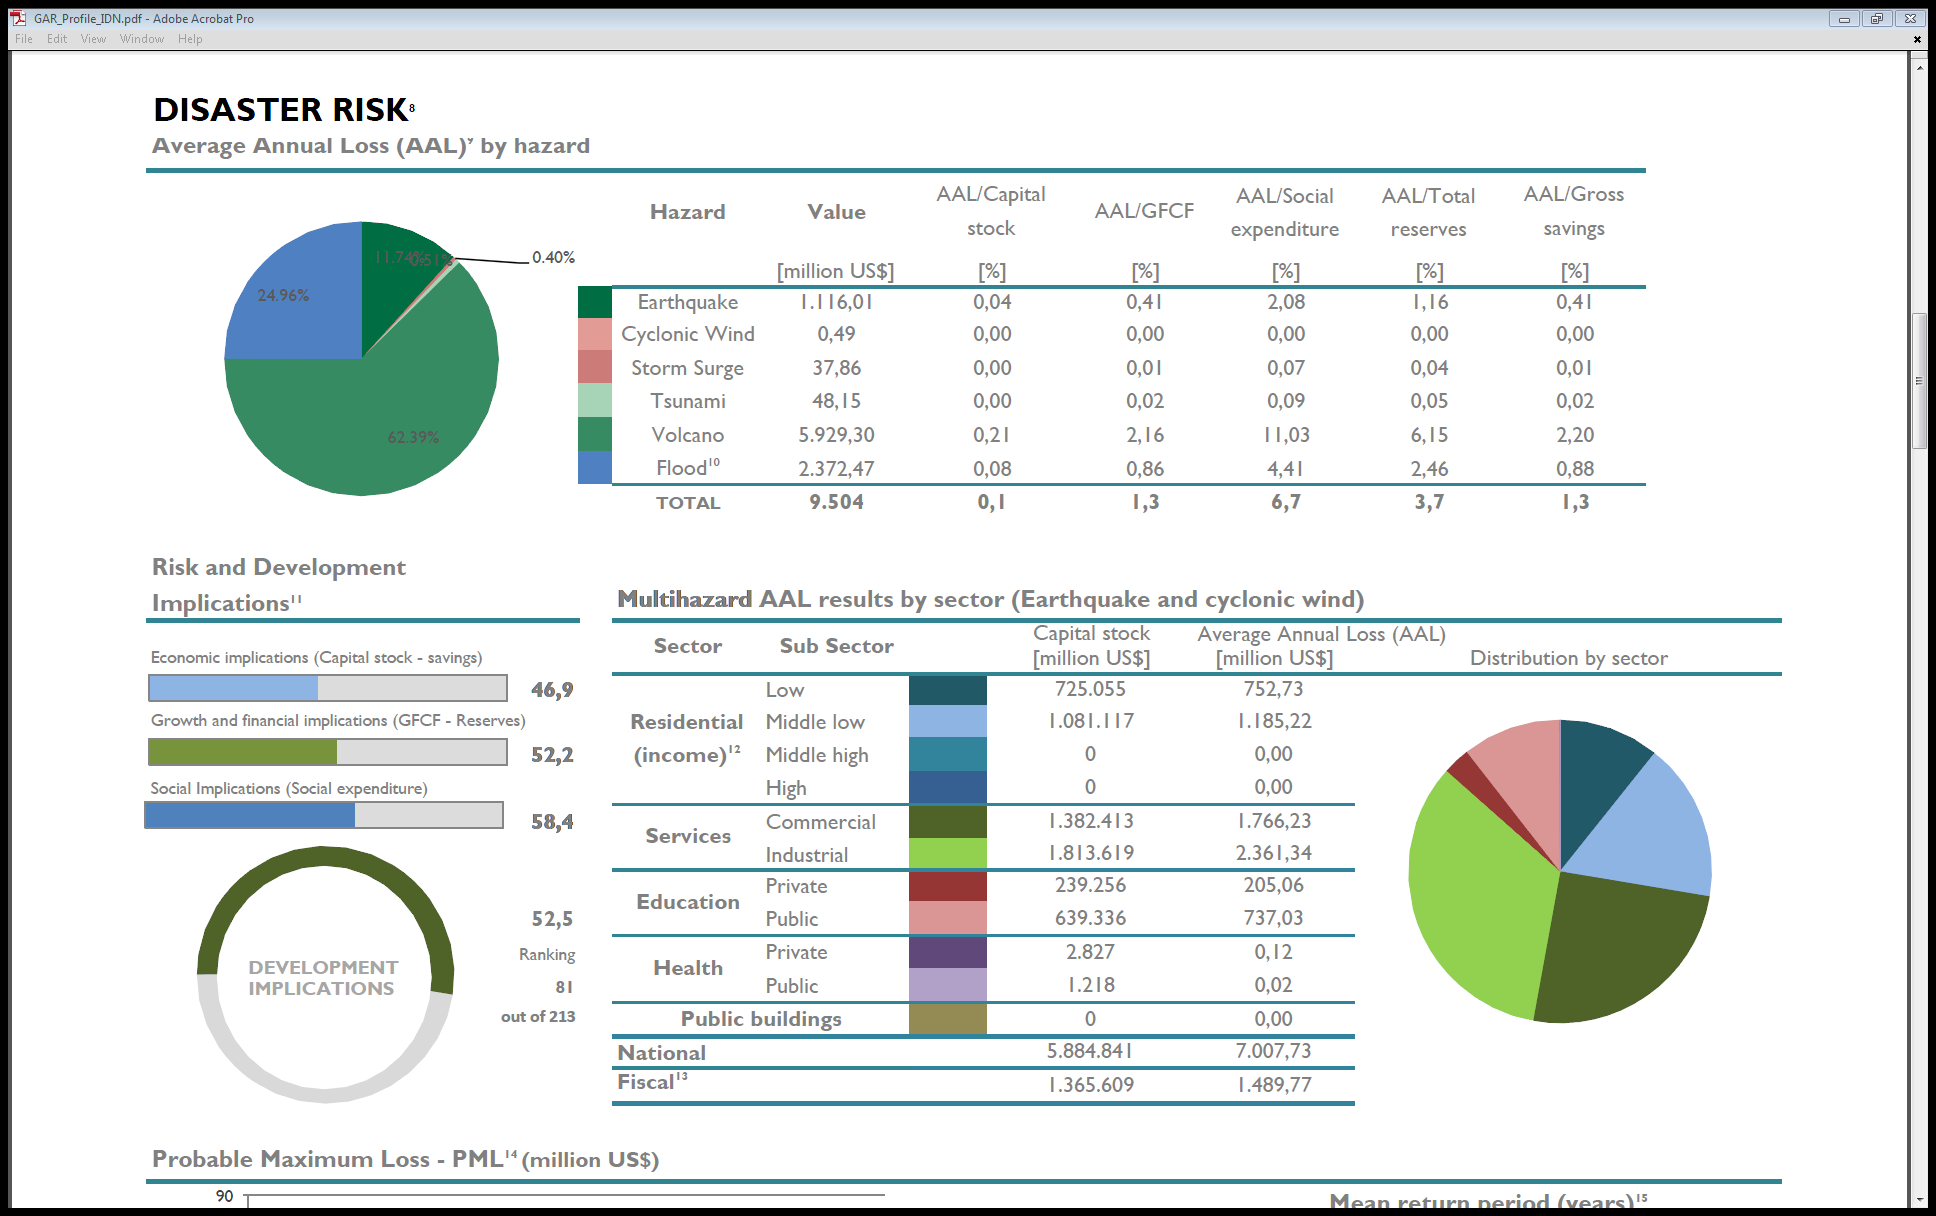 GAR_Profile_IDN.pdf - Adobe Acrobat Pro
File Edit View Window Help
DISASTER RISK8
Average Annual Loss (AAL) by hazard
Hazard Value AAL/Capital stock AAL/GFCF AAL/Social expenditure AAL/Total reserves AAL/Gross savings
[million US$] [%] [%] [%] [%] [%]
11.74%
0.51%
0.40%
24.96%
62.39%
Earthquake 1.116,01 0,04 0,41 2,08 1,16 0,41
Cyclonic Wind 0,49 0,00 0,00 0,00 0,00 0,00
Storm Surge 37,86 0,00 0,01 0,07 0,04 0,01
Tsunami 48,15 0,00 0,02 0,09 0,05 0,02
Volcano 5.929,30 0,21 2,16 11,03 6,15 2,20
Flood10 2.372,47 0,08 0,86 4,41 2,46 0,88
TOTAL 9.504 0,1 1,3 6,7 3,7 1,3
Risk and Development
Implications11
Economic implications (Capital stock - savings)
46,9
Growth and financial implications (GFCF - Reserves)
52,2
Social Implications (Social expenditure)
58,4
DEVELOPMENT
IMPLICATIONS
52,5
Ranking
81
out of 213
Multihazard AAL results by sector (Earthquake and cyclonic wind)
Sector Sub Sector Capital stock [million US$] Average Annual Loss (AAL) [million US$] Distribution by sector
Residential (income)12
Low 725.055 752,73
Middle low 1.081.117 1.185,22
Middle high 0 0,00
High 0 0,00
Services
Commercial 1.382.413 1.766,23
Industrial 1.813.619 2.361,34
Education
Private 239.256 205,06
Public 639.336 737,03
Health
Private 2.827 0,12
Public 1.218 0,02
Public buildings 0 0,00
National 5.884.841 7.007,73
Fiscal13 1.365.609 1.489,77
Probable Maximum Loss - PML14 (million US$)
90
Mean return period (years)15